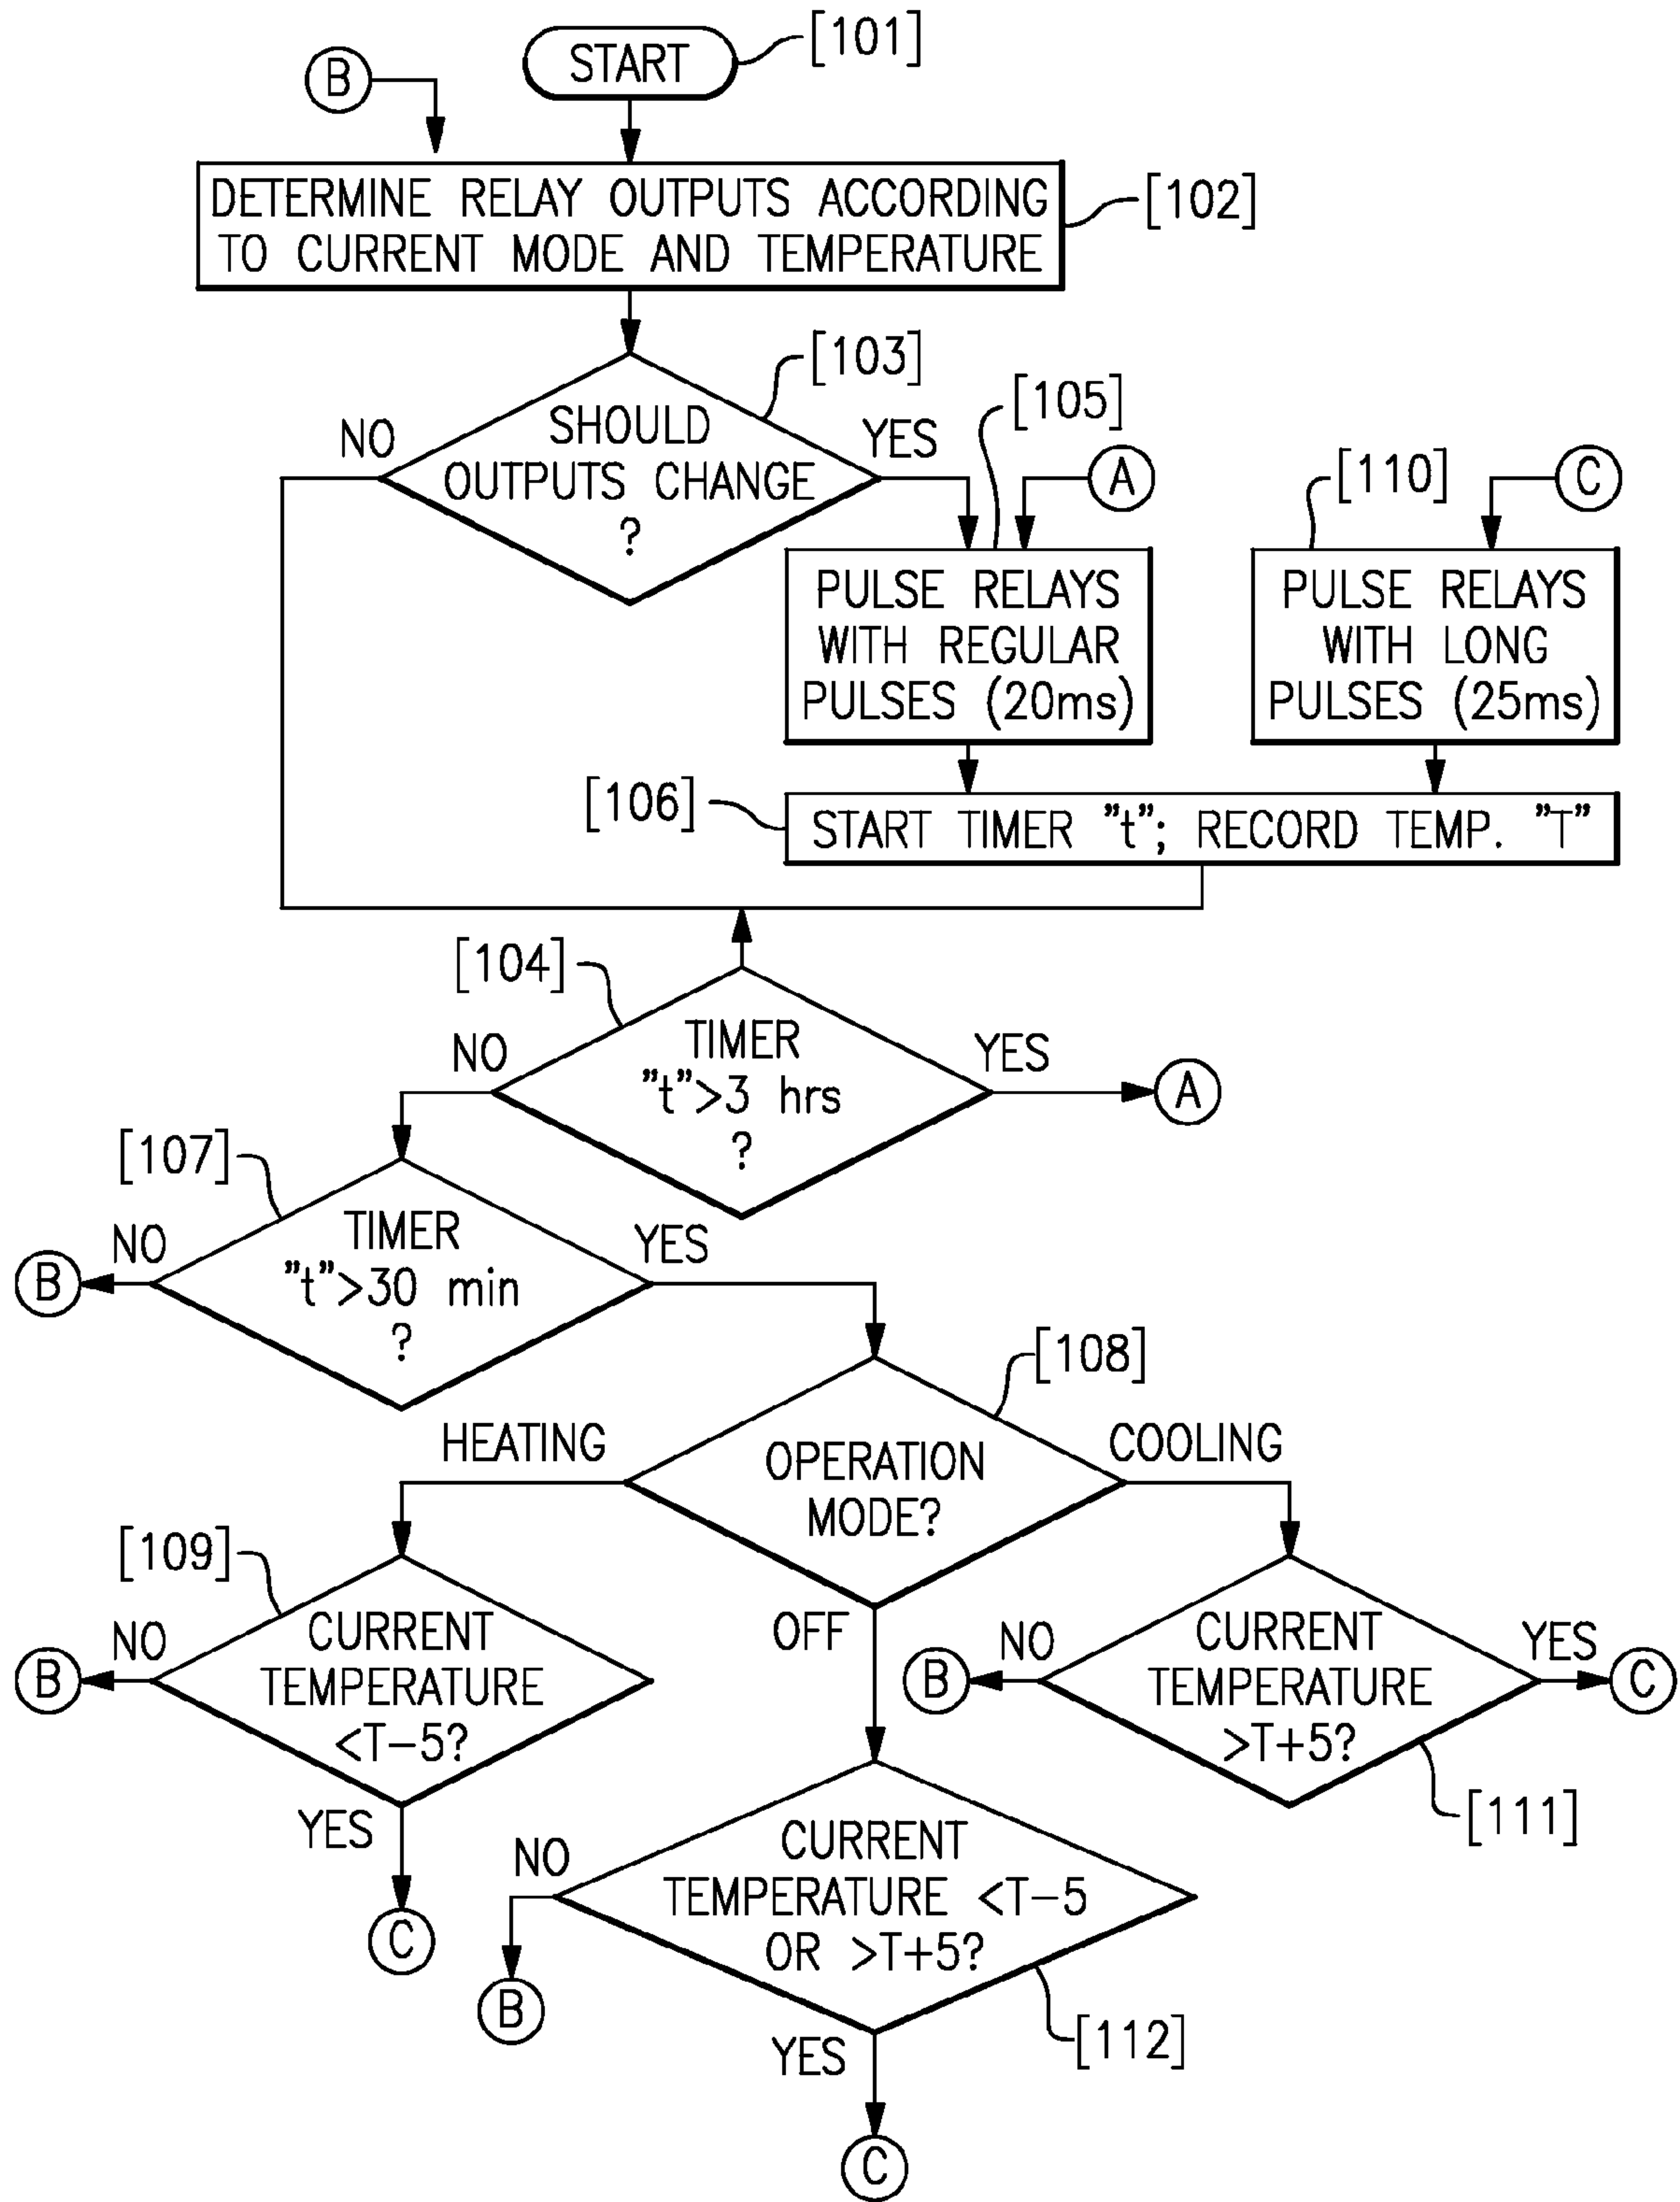 [101]
START
B
DETERMINE RELAY OUTPUTS ACCORDING
TO CURRENT MODE AND TEMPERATURE
[102]
[103]
NO
SHOULD
OUTPUTS CHANGE
?
YES
[105]
A
[110]
C
PULSE RELAYS
WITH REGULAR
PULSES (20ms)
PULSE RELAYS
WITH LONG
PULSES (25ms)
[106]
START TIMER "t"; RECORD TEMP. "T"
[104]
NO
TIMER
"t">3 hrs
?
YES
A
[107]
NO
B
TIMER
"t">30 min
?
YES
[108]
HEATING
OPERATION
MODE?
COOLING
OFF
[109]
NO
B
CURRENT
TEMPERATURE
<T-5?
YES
C
NO
B
CURRENT
TEMPERATURE
>T+5?
YES
C
[111]
NO
B
CURRENT
TEMPERATURE <T-5
OR >T+5?
[112]
YES
C